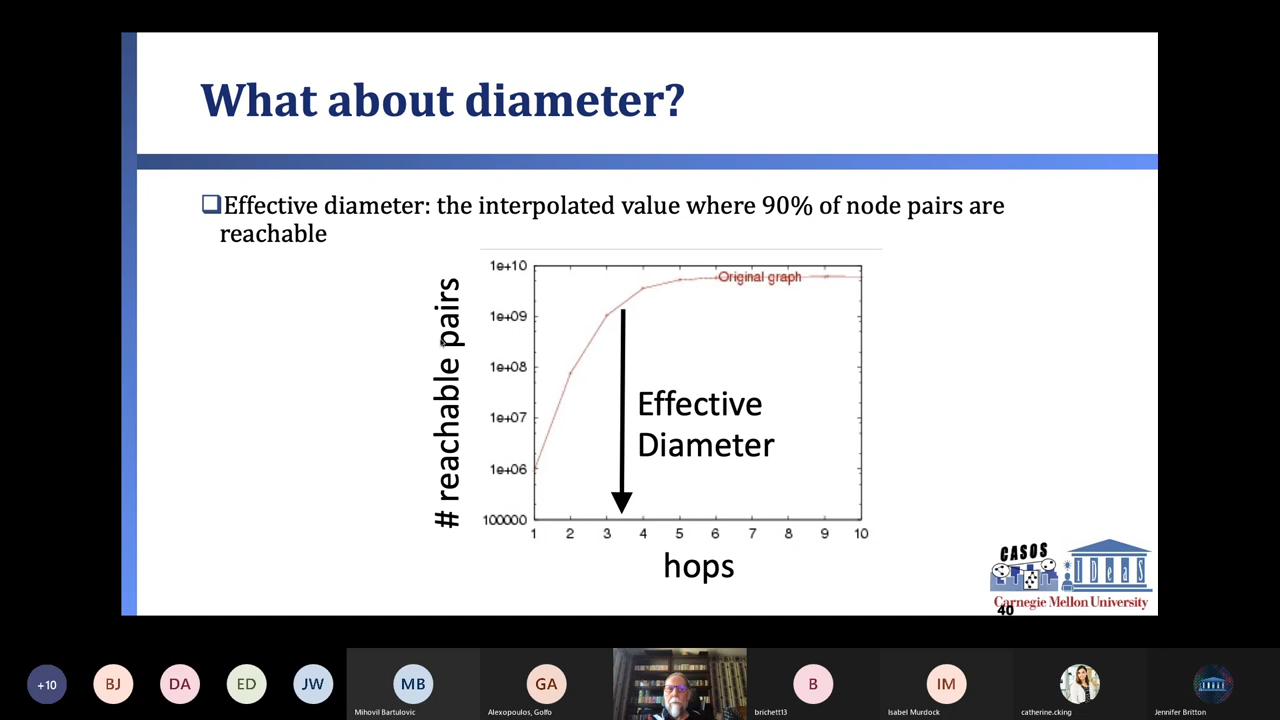 What about diameter?
Effective diameter: the interpolated value where 90% of node pairs are
reachable
# reachable pairs
1e+10
1e+09
1e+08
1e+07
1e+06
100000
Original graph
Effective
Diameter
1 2 3 4 5 6 7 8 9 10
hops
CASOS
IDeaS
Carnegie Mellon University
40
+10 BJ DA ED JW MB GA B IM
Mihovil Bartulovic Alexopoulos, Golfo brichett13 Isabel Murdock catherine.cking Jennifer Britton